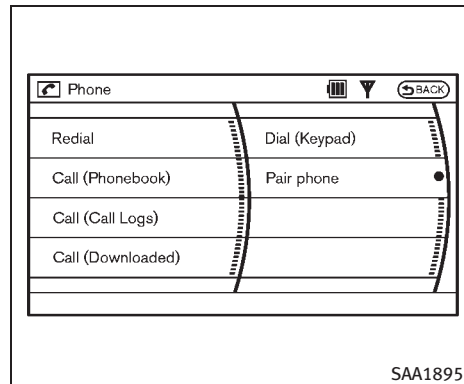 Phone
BACK
Redial
Dial (Keypad)
Call (Phonebook)
Pair phone
Call (Call Logs)
Call (Downloaded)
SAA1895